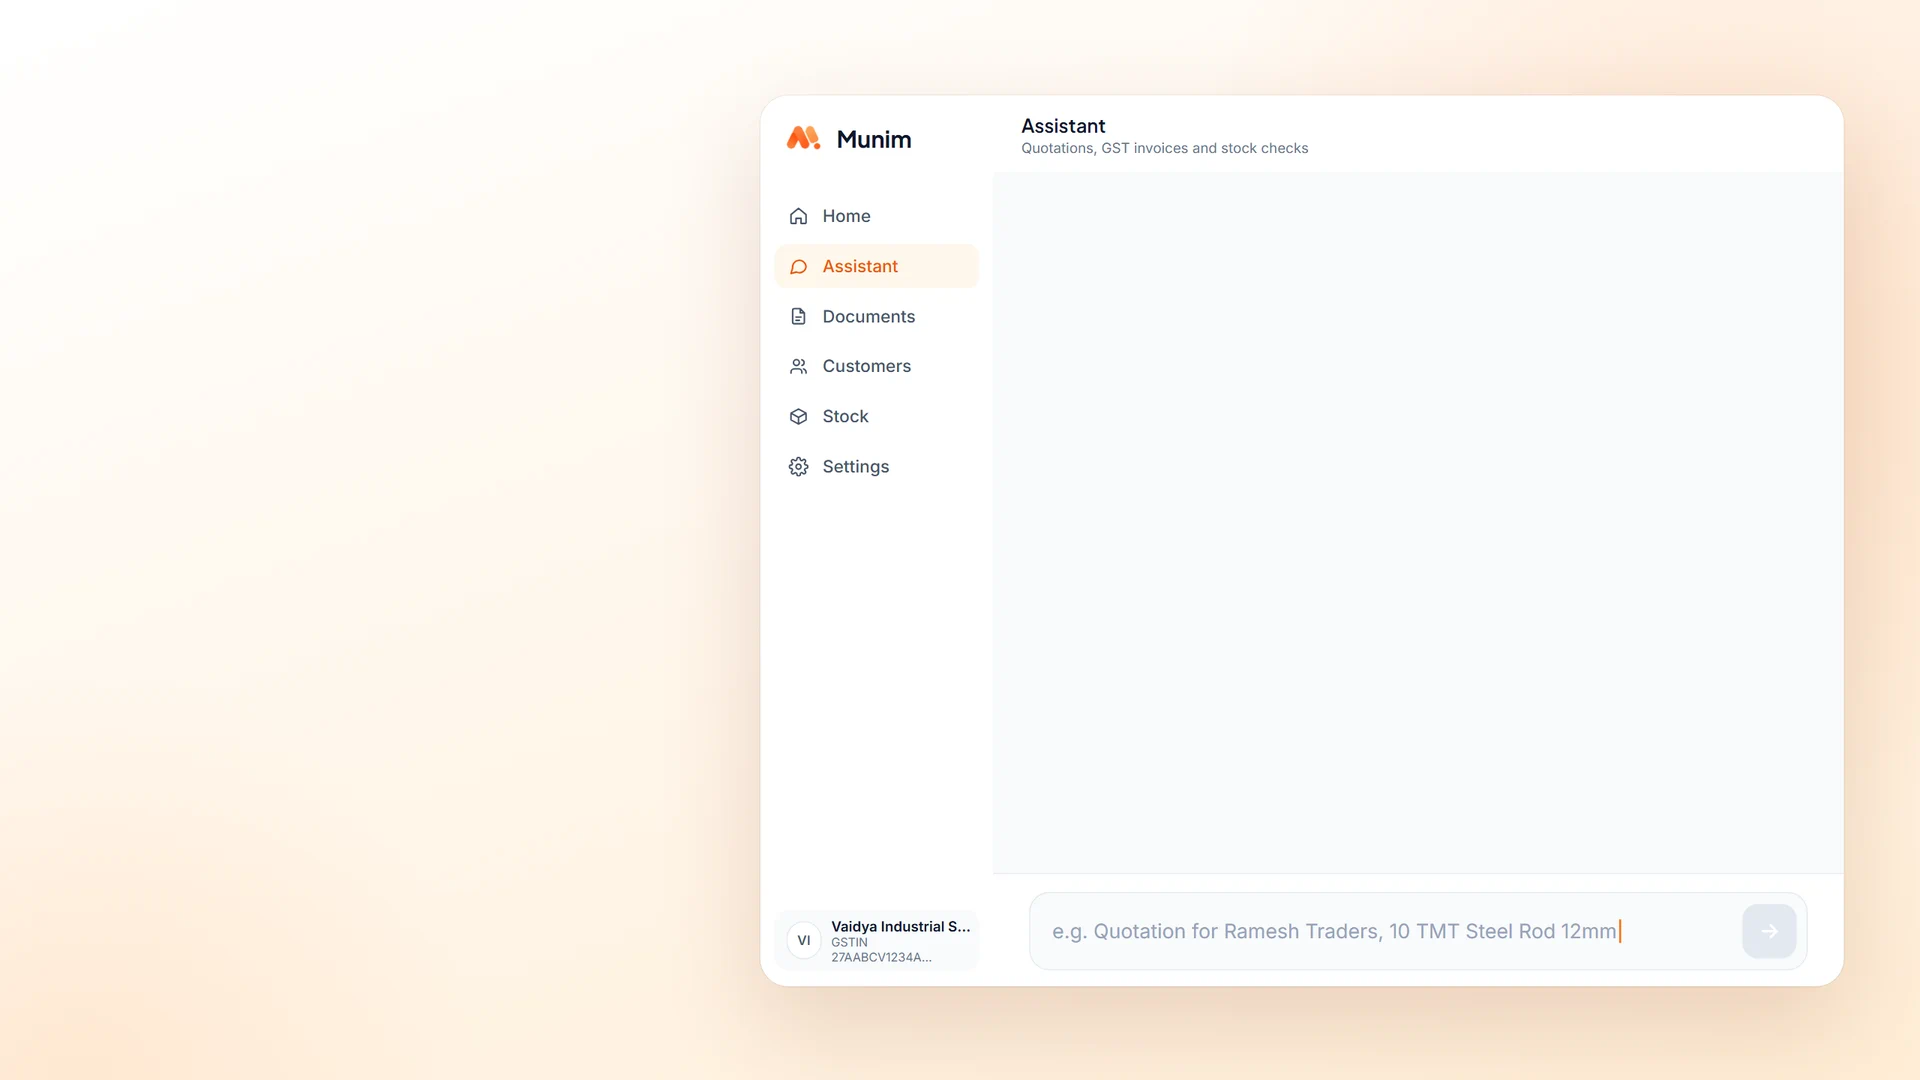 Munim
Home
Assistant
Documents
Customers
Stock
Settings
VI
Vaidya Industrial S...
GSTIN
27AABCV1234A...
Assistant
Quotations, GST invoices and stock checks
e.g. Quotation for Ramesh Traders, 10 TMT Steel Rod 12mm